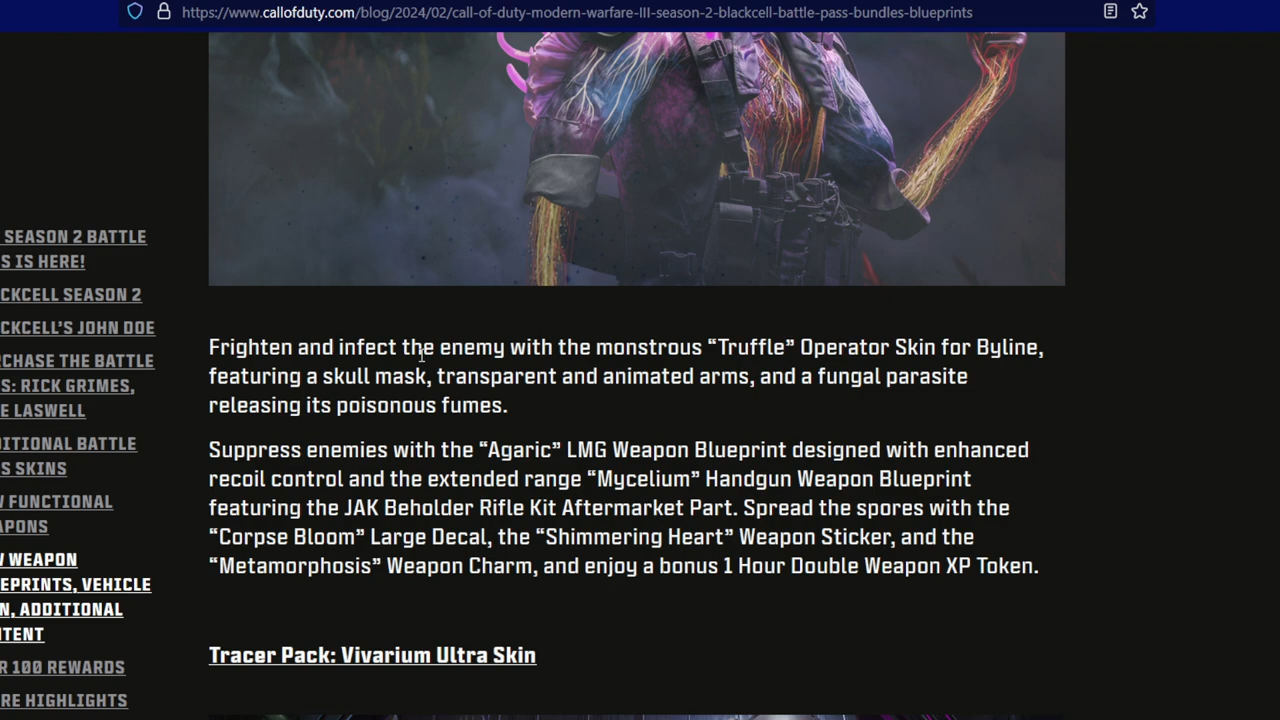 https://www.callofduty.com/blog/2024/02/call-of-duty-modern-warfare-III-season-2-blackcell-battle-pass-bundles-blueprints
SEASON 2 BATTLE
S IS HERE!
CKCELL SEASON 2
CKCELL'S JOHN DOE
RCHASE THE BATTLE
S: RICK GRIMES,
E LASWELL
DITIONAL BATTLE
S SKINS
W FUNCTIONAL
APONS
W WEAPON
EPRINTS, VEHICLE
N, ADDITIONAL
NTENT
R 100 REWARDS
RE HIGHLIGHTS
Frighten and infect the enemy with the monstrous “Truffle” Operator Skin for Byline,
featuring a skull mask, transparent and animated arms, and a fungal parasite
releasing its poisonous fumes.
Suppress enemies with the “Agaric” LMG Weapon Blueprint designed with enhanced
recoil control and the extended range “Mycelium” Handgun Weapon Blueprint
featuring the JAK Beholder Rifle Kit Aftermarket Part. Spread the spores with the
“Corpse Bloom” Large Decal, the “Shimmering Heart” Weapon Sticker, and the
“Metamorphosis” Weapon Charm, and enjoy a bonus 1 Hour Double Weapon XP Token.
Tracer Pack: Vivarium Ultra Skin